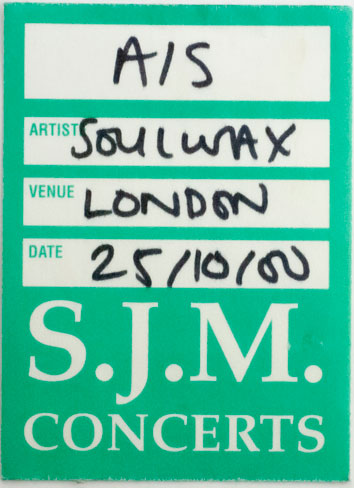 A/S
ARTIST SOULWAX
VENUE LONDON
DATE 25/10/00
S.J.M.
CONCERTS